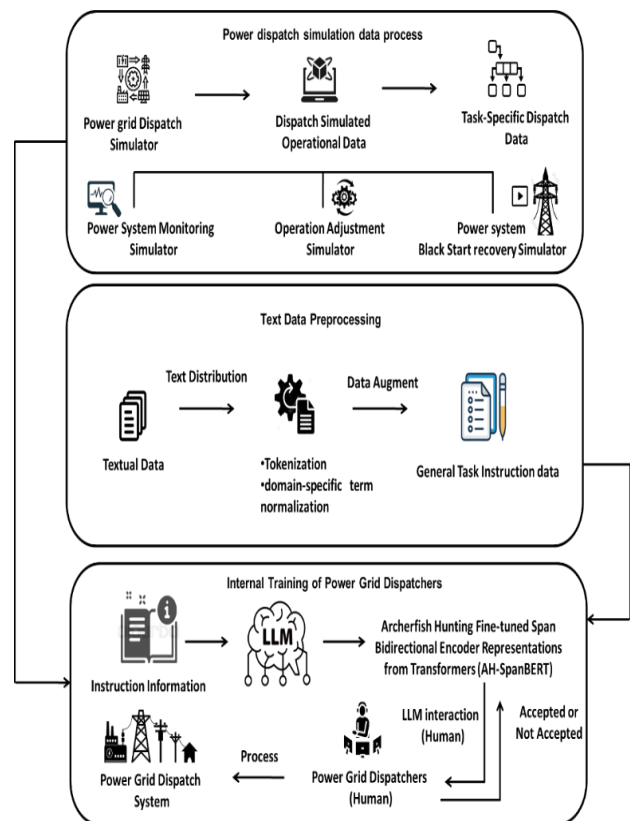 Power dispatch simulation data process
Power grid Dispatch
Simulator
Dispatch Simulated
Operational Data
Task-Specific Dispatch
Data
Power System Monitoring
Simulator
Operation Adjustment
Simulator
Power system
Black Start recovery Simulator
Text Data Preprocessing
Text Distribution
Data Augment
Textual Data
•Tokenization
•domain-specific term
normalization
General Task Instruction data
Internal Training of Power Grid Dispatchers
Instruction Information
LLM
Archerfish Hunting Fine-tuned Span
Bidirectional Encoder Representations
from Transformers (AH-SpanBERT)
LLM interaction
(Human)
Accepted or
Not Accepted
Power Grid Dispatch
System
Process
Power Grid Dispatchers
(Human)